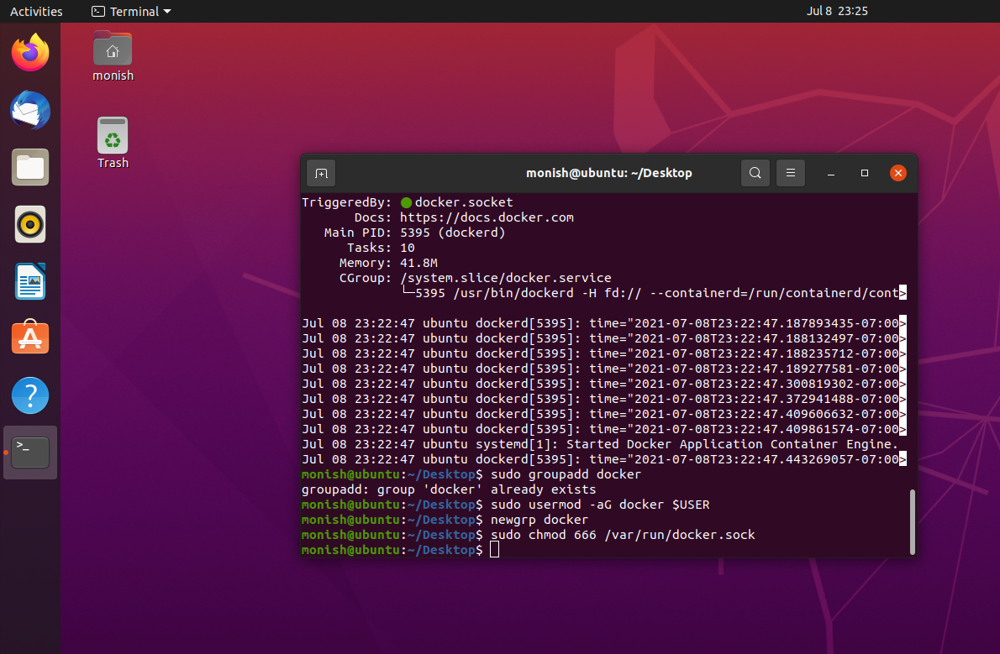 Activities
Terminal
Jul 8 23:25
monish
Trash
monish@ubuntu: ~/Desktop
TriggeredBy: ● docker.socket
Docs: https://docs.docker.com
Main PID: 5395 (dockerd)
Tasks: 10
Memory: 41.8M
CGroup: /system.slice/docker.service
└─5395 /usr/bin/dockerd -H fd:// --containerd=/run/containerd/cont>
Jul 08 23:22:47 ubuntu dockerd[5395]: time="2021-07-08T23:22:47.187893435-07:00>
Jul 08 23:22:47 ubuntu dockerd[5395]: time="2021-07-08T23:22:47.188132497-07:00>
Jul 08 23:22:47 ubuntu dockerd[5395]: time="2021-07-08T23:22:47.188235712-07:00>
Jul 08 23:22:47 ubuntu dockerd[5395]: time="2021-07-08T23:22:47.189277581-07:00>
Jul 08 23:22:47 ubuntu dockerd[5395]: time="2021-07-08T23:22:47.300819302-07:00>
Jul 08 23:22:47 ubuntu dockerd[5395]: time="2021-07-08T23:22:47.372941488-07:00>
Jul 08 23:22:47 ubuntu dockerd[5395]: time="2021-07-08T23:22:47.409606632-07:00>
Jul 08 23:22:47 ubuntu dockerd[5395]: time="2021-07-08T23:22:47.409861574-07:00>
Jul 08 23:22:47 ubuntu systemd[1]: Started Docker Application Container Engine.
Jul 08 23:22:47 ubuntu dockerd[5395]: time="2021-07-08T23:22:47.443269057-07:00>
monish@ubuntu:~/Desktop$ sudo groupadd docker
groupadd: group 'docker' already exists
monish@ubuntu:~/Desktop$ sudo usermod -aG docker $USER
monish@ubuntu:~/Desktop$ newgrp docker
monish@ubuntu:~/Desktop$ sudo chmod 666 /var/run/docker.sock
monish@ubuntu:~/Desktop$